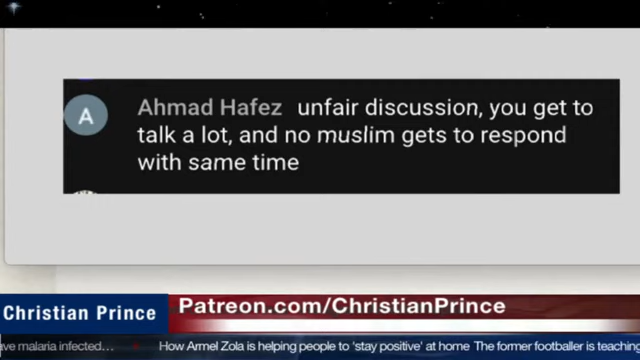 A
Ahmad Hafez unfair discussion, you get to
talk a lot, and no muslim gets to respond
with same time
Christian Prince
Patreon.com/ChristianPrince
ave malaria infected… How Armel Zola is helping people to 'stay positive' at home The former footballer is teaching